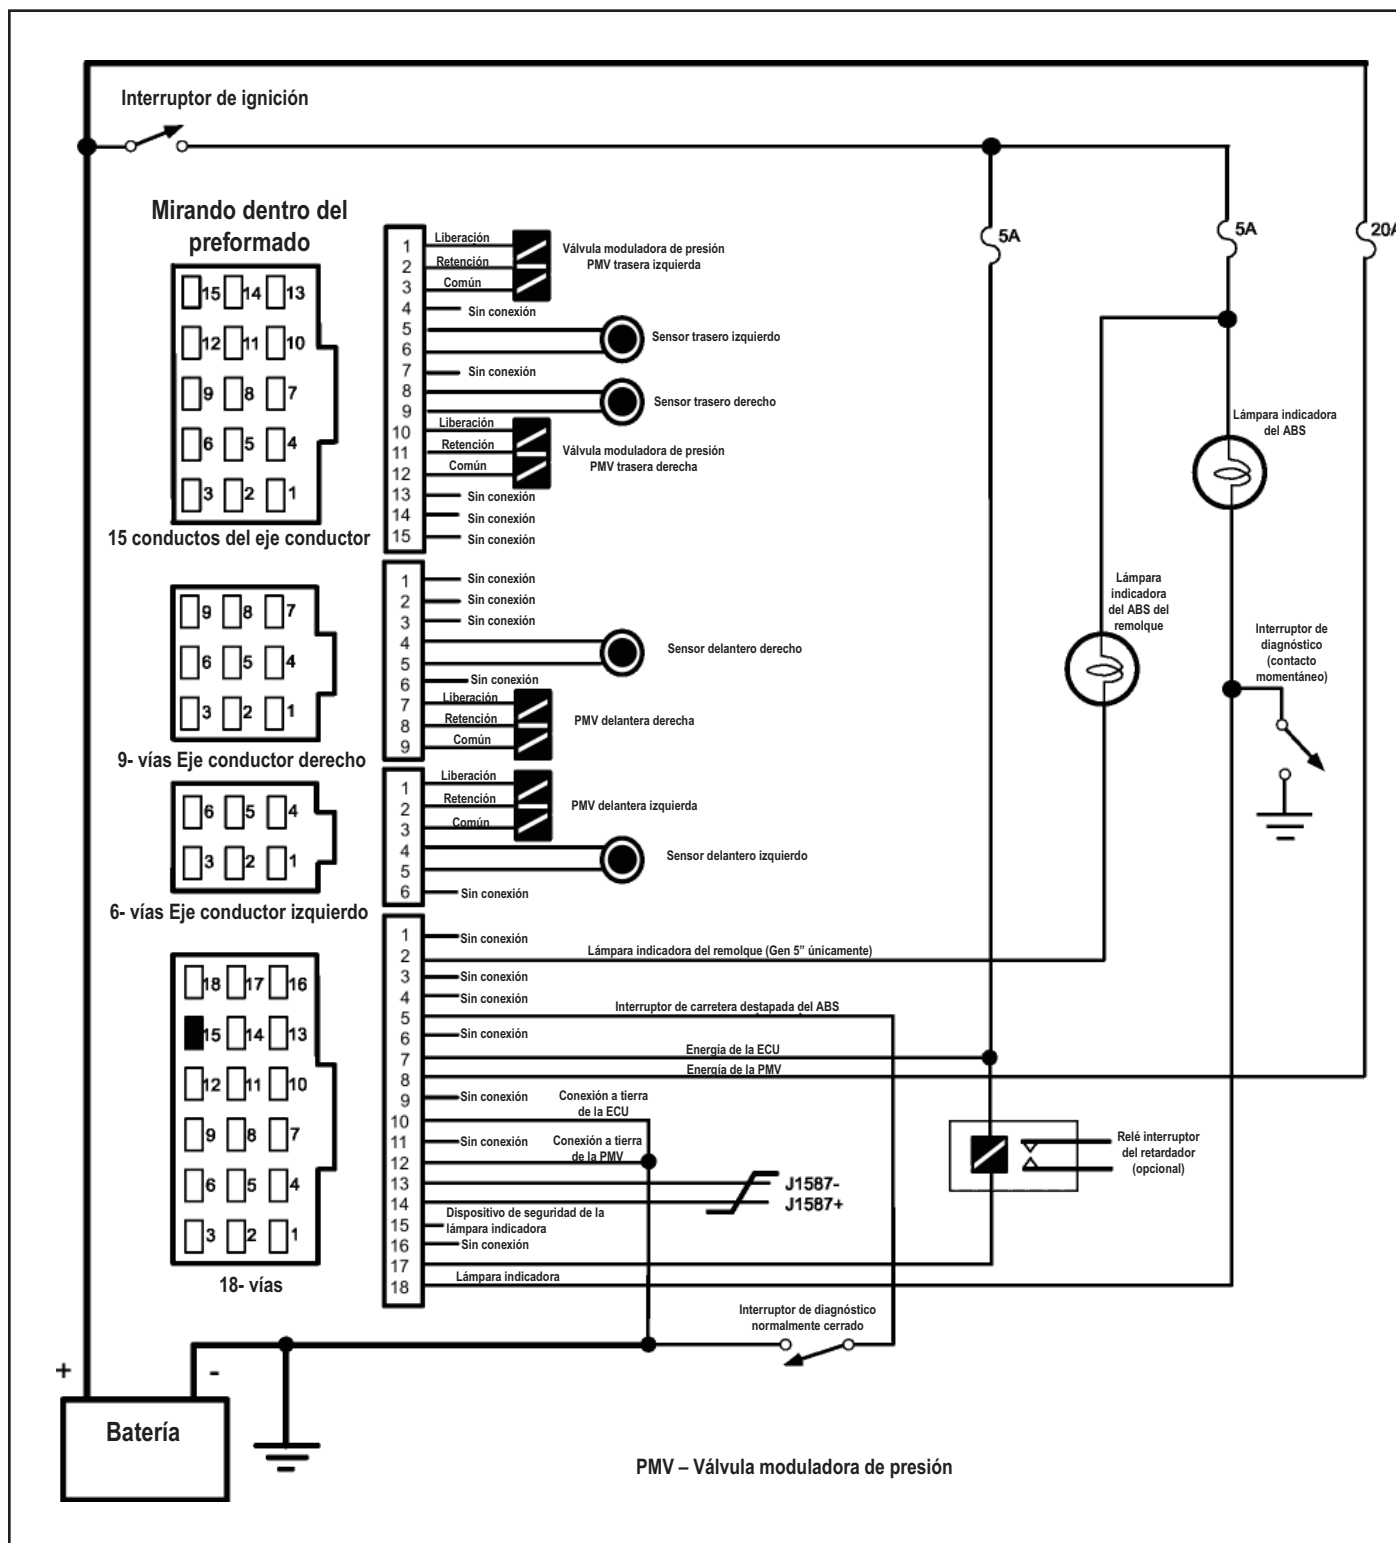 Interruptor de ignición
5A
5A
20A
Mirando dentro del
preformado
15 14 13
12 11 10
9 8 7
6 5 4
3 2 1
15 conductos del eje conductor
1 Liberación
2 Retención
3 Común
Válvula moduladora de presión
PMV trasera izquierda
4 Sin conexión
5
6
Sensor trasero izquierdo
7 Sin conexión
8
9
Sensor trasero derecho
10 Liberación
11 Retención
12 Común
Válvula moduladora de presión
PMV trasera derecha
13 Sin conexión
14 Sin conexión
15 Sin conexión
Lámpara indicadora
del ABS
Lámpara
indicadora
del ABS del
remolque
Interruptor de
diagnóstico
(contacto
momentáneo)
9 8 7
6 5 4
3 2 1
9- vías Eje conductor derecho
1 Sin conexión
2 Sin conexión
3 Sin conexión
4
5
Sensor delantero derecho
6 Sin conexión
7 Liberación
8 Retención
9 Común
PMV delantera derecha
6 5 4
3 2 1
6- vías Eje conductor izquierdo
1 Liberación
2 Retención
3 Común
PMV delantera izquierda
4
5
Sensor delantero izquierdo
6 Sin conexión
18 17 16
15 14 13
12 11 10
9 8 7
6 5 4
3 2 1
18- vías
1 Sin conexión
2 Lámpara indicadora del remolque (Gen 5” únicamente)
3 Sin conexión
4 Sin conexión
5 Interruptor de carretera destapada del ABS
6 Sin conexión
7 Energía de la ECU
8 Energía de la PMV
9 Sin conexión
10 Conexión a tierra
de la ECU
11 Sin conexión
12 Conexión a tierra
de la PMV
13 J1587-
14 J1587+
15 Dispositivo de seguridad de la
lámpara indicadora
16 Sin conexión
17
18 Lámpara indicadora
Relé interruptor
del retardador
(opcional)
Interruptor de diagnóstico
normalmente cerrado
+ -
Batería
PMV – Válvula moduladora de presión